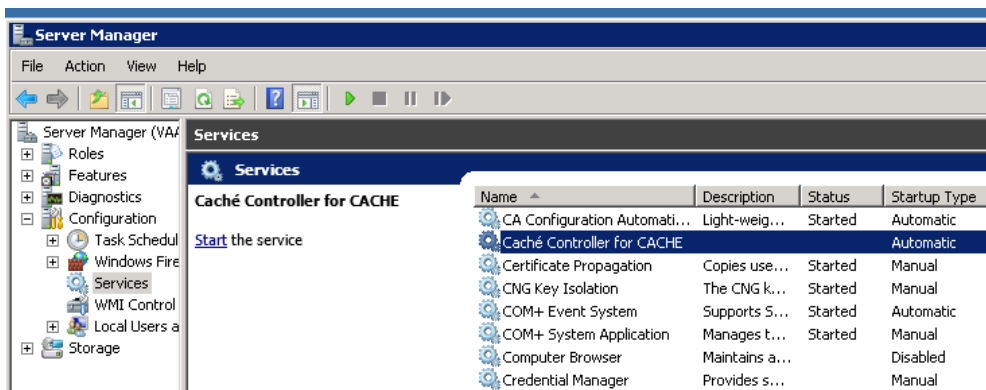 Server Manager
File Action View Help
Server Manager (VAA
Roles
Features
Diagnostics
Configuration
Task Schedul
Windows Fire
Services
WMI Control
Local Users a
Storage
Services
Services
Caché Controller for CACHE
Start the service
Name Description Status Startup Type
CA Configuration Automati... Light-weig... Started Automatic
Caché Controller for CACHE Automatic
Certificate Propagation Copies use... Started Manual
CNG Key Isolation The CNG k... Started Manual
COM+ Event System Supports S... Started Automatic
COM+ System Application Manages t... Started Manual
Computer Browser Maintains a... Disabled
Credential Manager Provides s... Manual